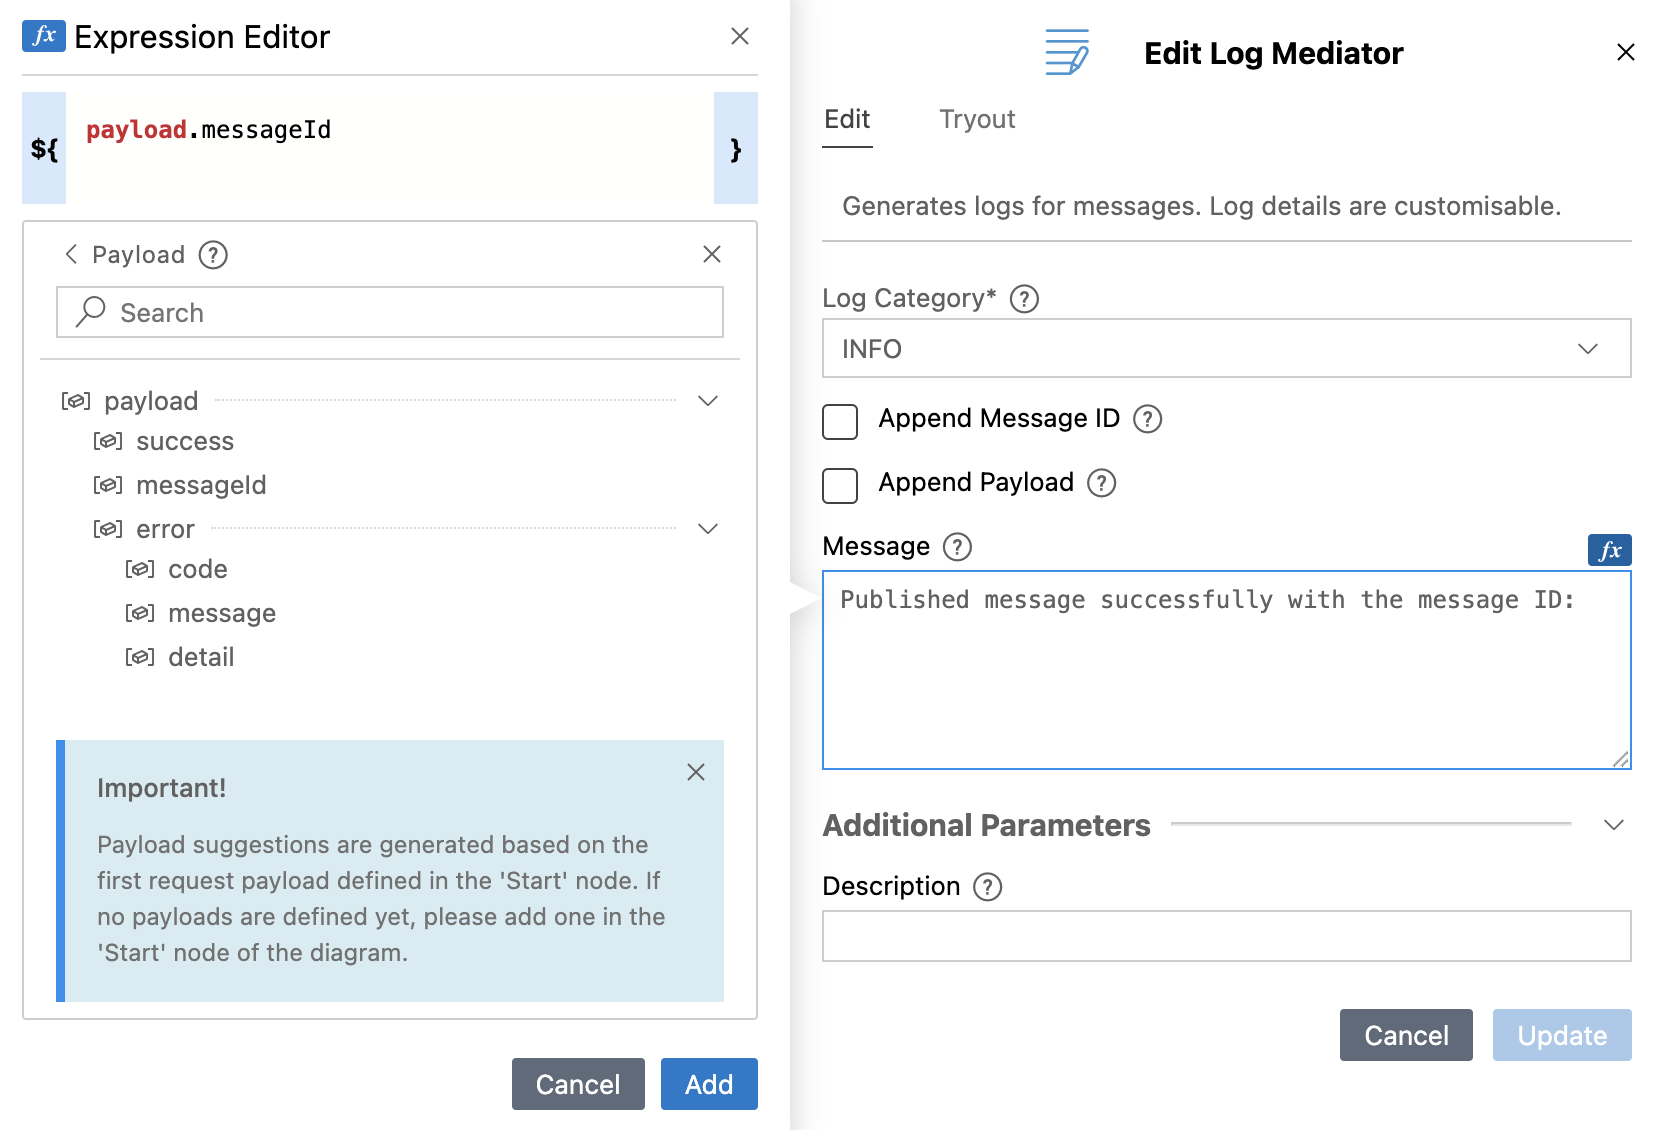 fx Expression Editor
${ payload.messageId }
Payload ?
Search
payload
success
messageId
error
code
message
detail
Important!
Payload suggestions are generated based on the
first request payload defined in the 'Start' node. If
no payloads are defined yet, please add one in the
'Start' node of the diagram.
Cancel Add
Edit Log Mediator
Edit Tryout
Generates logs for messages. Log details are customisable.
Log Category* ?
INFO
Append Message ID ?
Append Payload ?
Message ? fx
Published message successfully with the message ID:
Additional Parameters
Description ?
Cancel Update